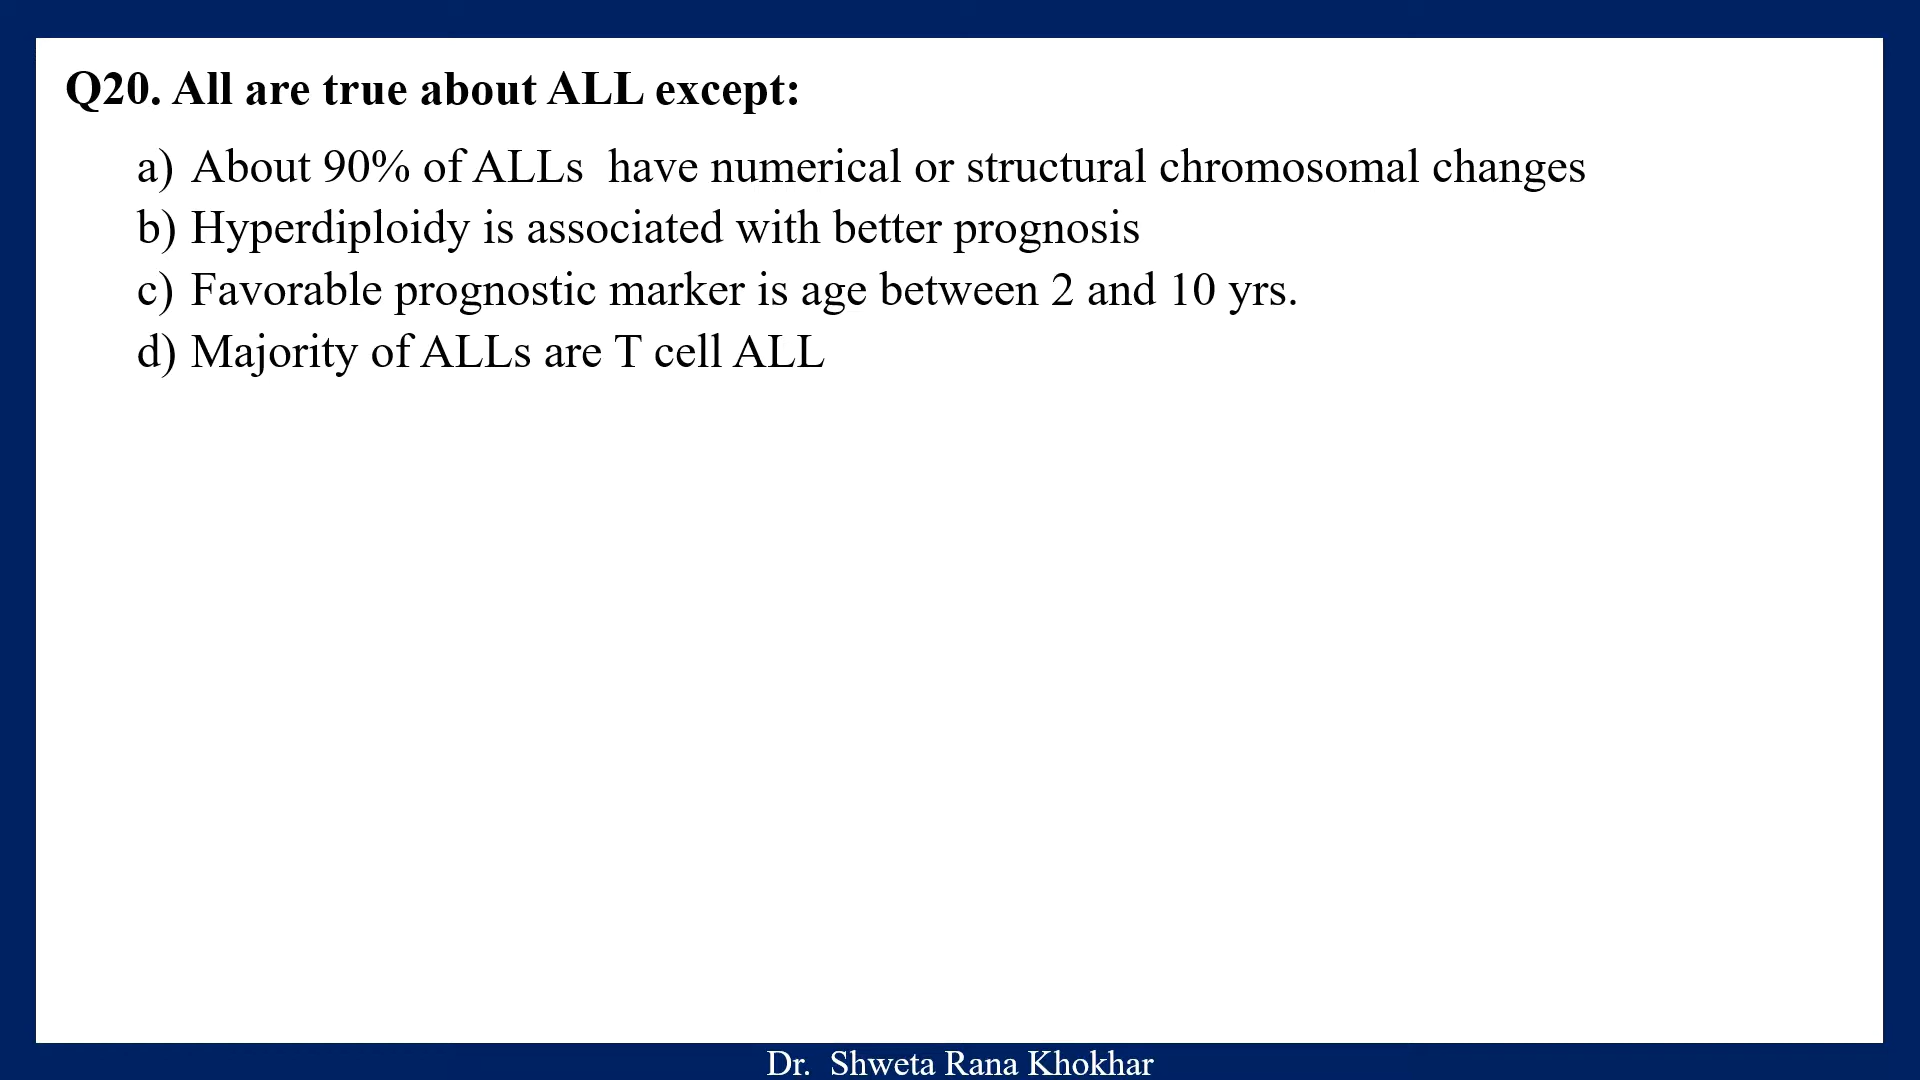 Q20. All are true about ALL except:
a) About 90% of ALLs  have numerical or structural chromosomal changes
b) Hyperdiploidy is associated with better prognosis
c) Favorable prognostic marker is age between 2 and 10 yrs.
d) Majority of ALLs are T cell ALL
Dr.  Shweta Rana Khokhar